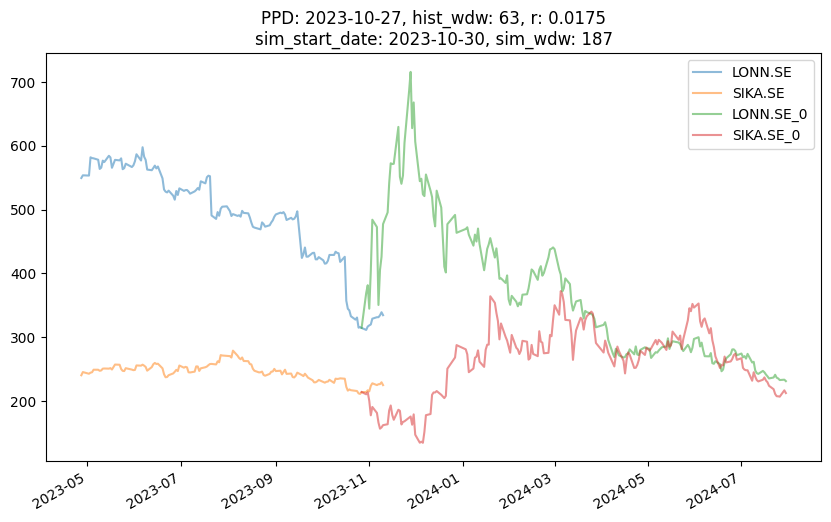 PPD: 2023-10-27, hist_wdw: 63, r: 0.0175
sim_start_date: 2023-10-30, sim_wdw: 187
LONN.SE
SIKA.SE
LONN.SE_0
SIKA.SE_0
700
600
500
400
300
200
2023-05
2023-07
2023-09
2023-11
2024-01
2024-03
2024-05
2024-07